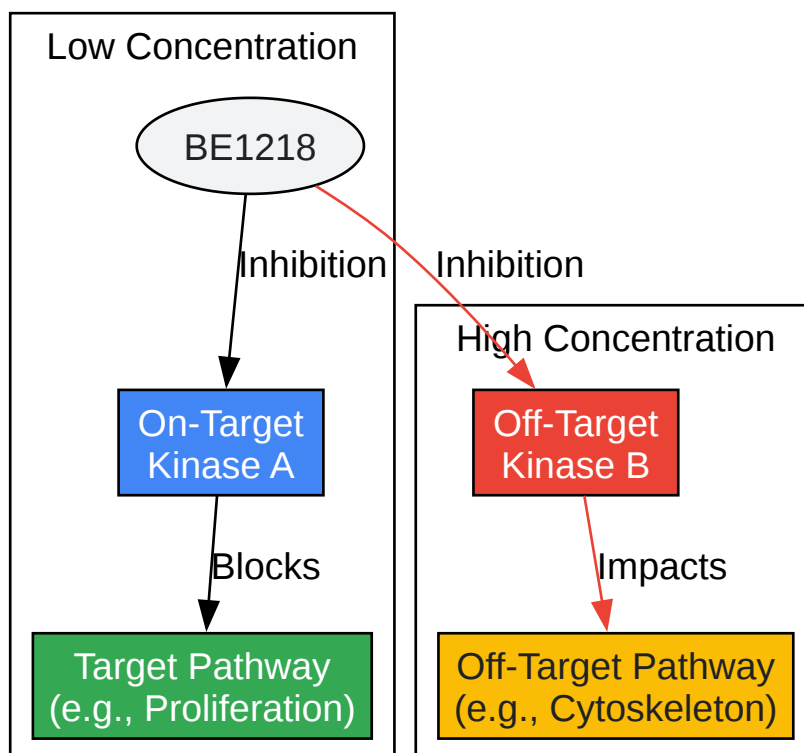 Low Concentration
BE1218
Inhibition
Inhibition
High Concentration
On-Target
Kinase A
Off-Target
Kinase B
Blocks
Impacts
Target Pathway
(e.g., Proliferation)
Off-Target Pathway
(e.g., Cytoskeleton)